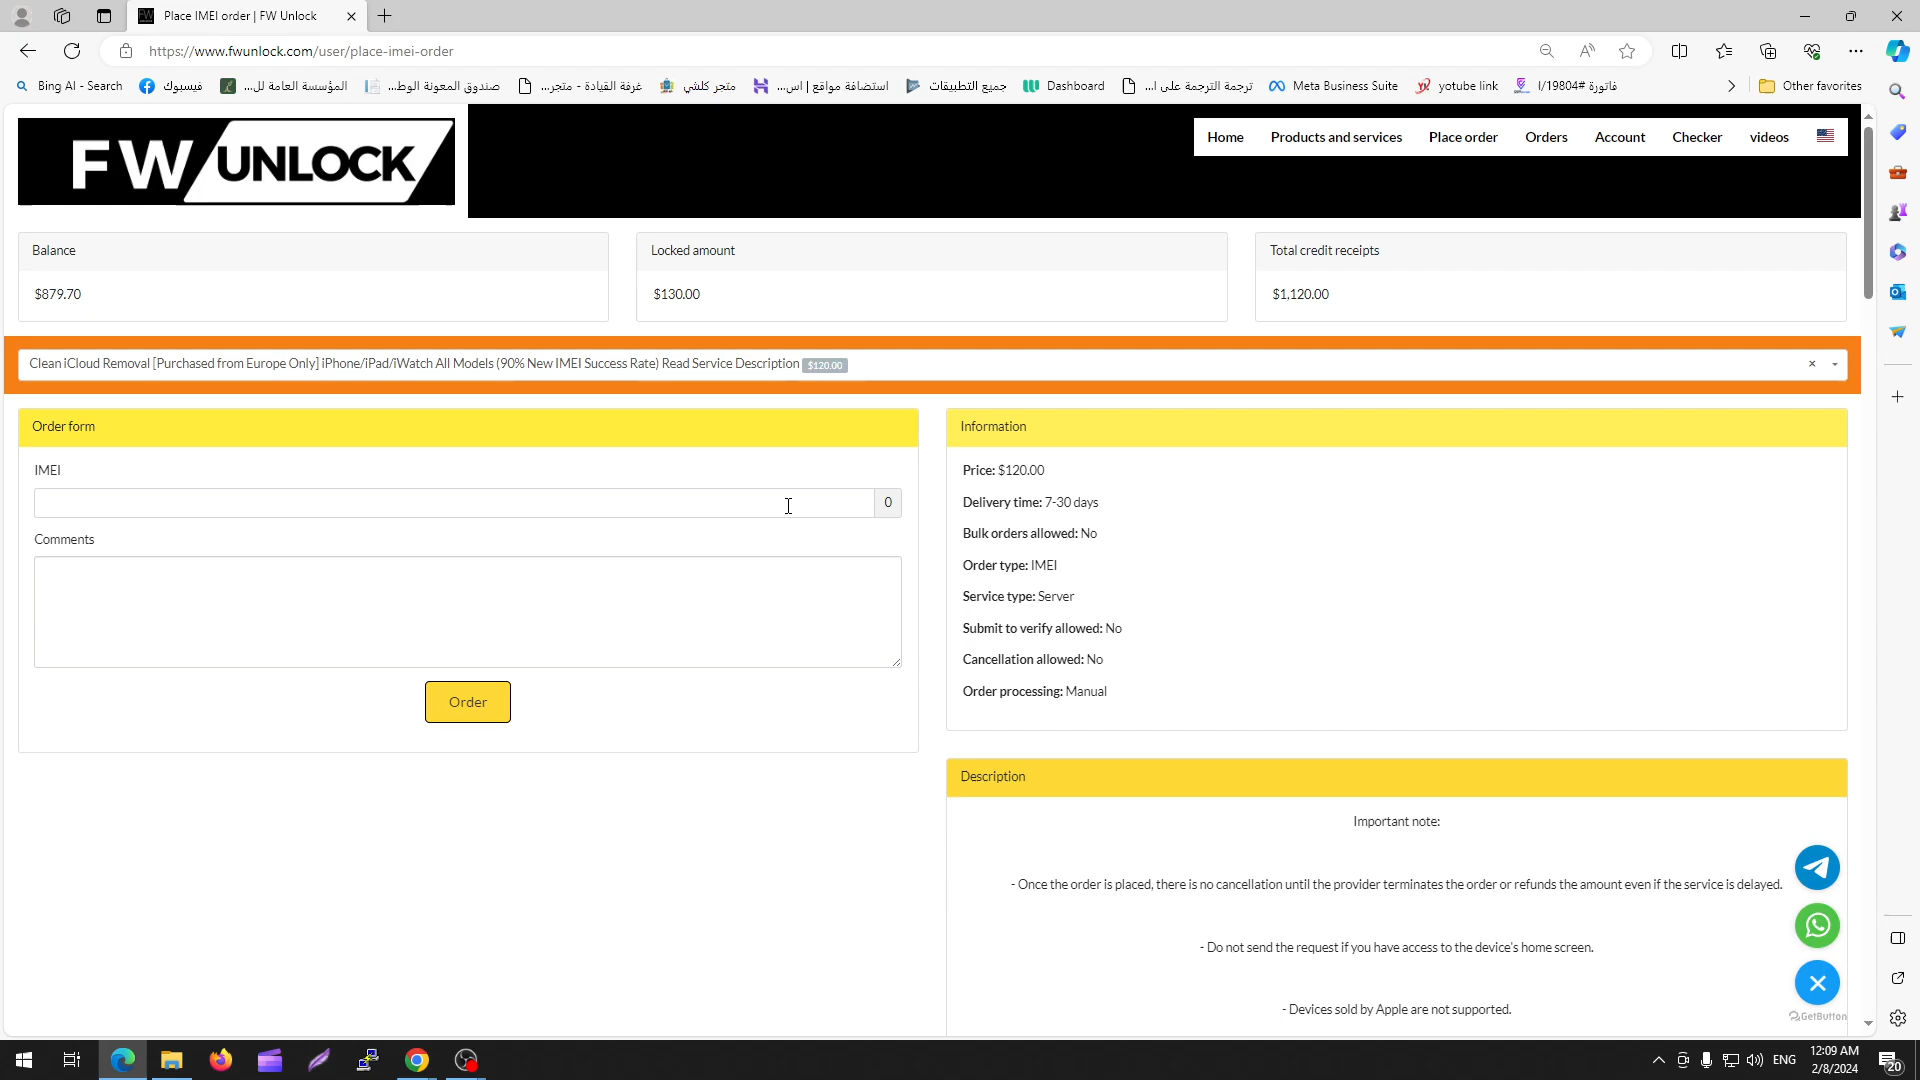 Place IMEI order | FW Unlock
https://www.fwunlock.com/user/place-imei-order
Bing AI - Search
فيسبوك
المؤسسة العامة لل...
صندوق المعونة الوط...
غرفة القيادة - متجر...
متجر كلشي
استضافة مواقع | اس...
جميع التطبيقات
Dashboard
ترجمة الترجمة على ا...
Meta Business Suite
yotube link
فاتورة #19804/ا
Other favorites
FW UNLOCK
Home
Products and services
Place order
Orders
Account
Checker
videos
Balance
Locked amount
Total credit receipts
$879.70
$130.00
$1,120.00
Clean iCloud Removal [Purchased from Europe Only] iPhone/iPad/iWatch All Models (90% New IMEI Success Rate) Read Service Description $120.00
Order form
IMEI
0
Comments
Order
Information
Price: $120.00
Delivery time: 7-30 days
Bulk orders allowed: No
Order type: IMEI
Service type: Server
Submit to verify allowed: No
Cancellation allowed: No
Order processing: Manual
Description
Important note:
- Once the order is placed, there is no cancellation until the provider terminates the order or refunds the amount even if the service is delayed.
- Do not send the request if you have access to the device's home screen.
- Devices sold by Apple are not supported.
GetButton
ENG
12:09 AM
2/8/2024
20